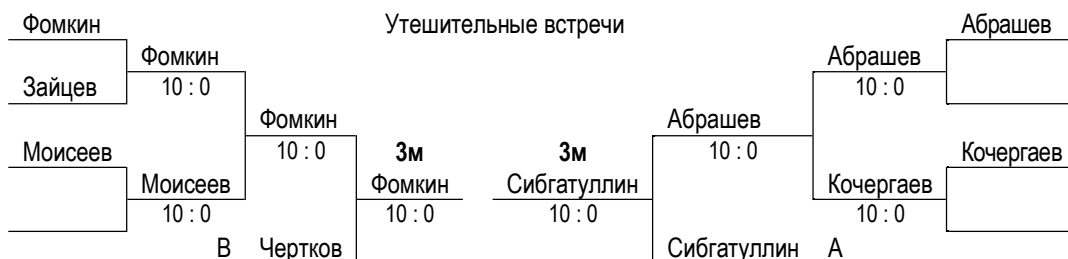 Фомкин Утешительные встречи Абрашев
Фомкин Абрашев
Зайцев 10 : 0 10 : 0
Фомкин Абрашев
Моисеев 10 : 0 3м 3м 10 : 0 Кочергаев
Моисеев Фомкин Сибгатуллин Кочергаев
10 : 0 10 : 0 10 : 0 10 : 0
В Чертков Сибгатуллин А